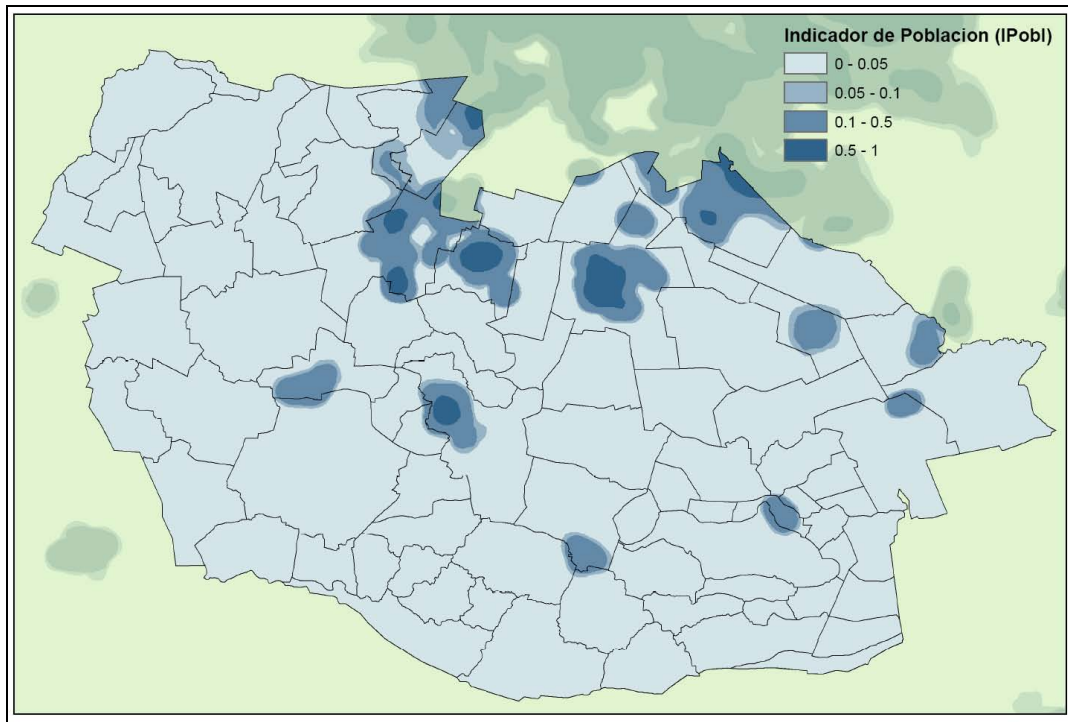 Indicador de Poblacion (IPobl)
0 - 0.05
0.05 - 0.1
0.1 - 0.5
0.5 - 1